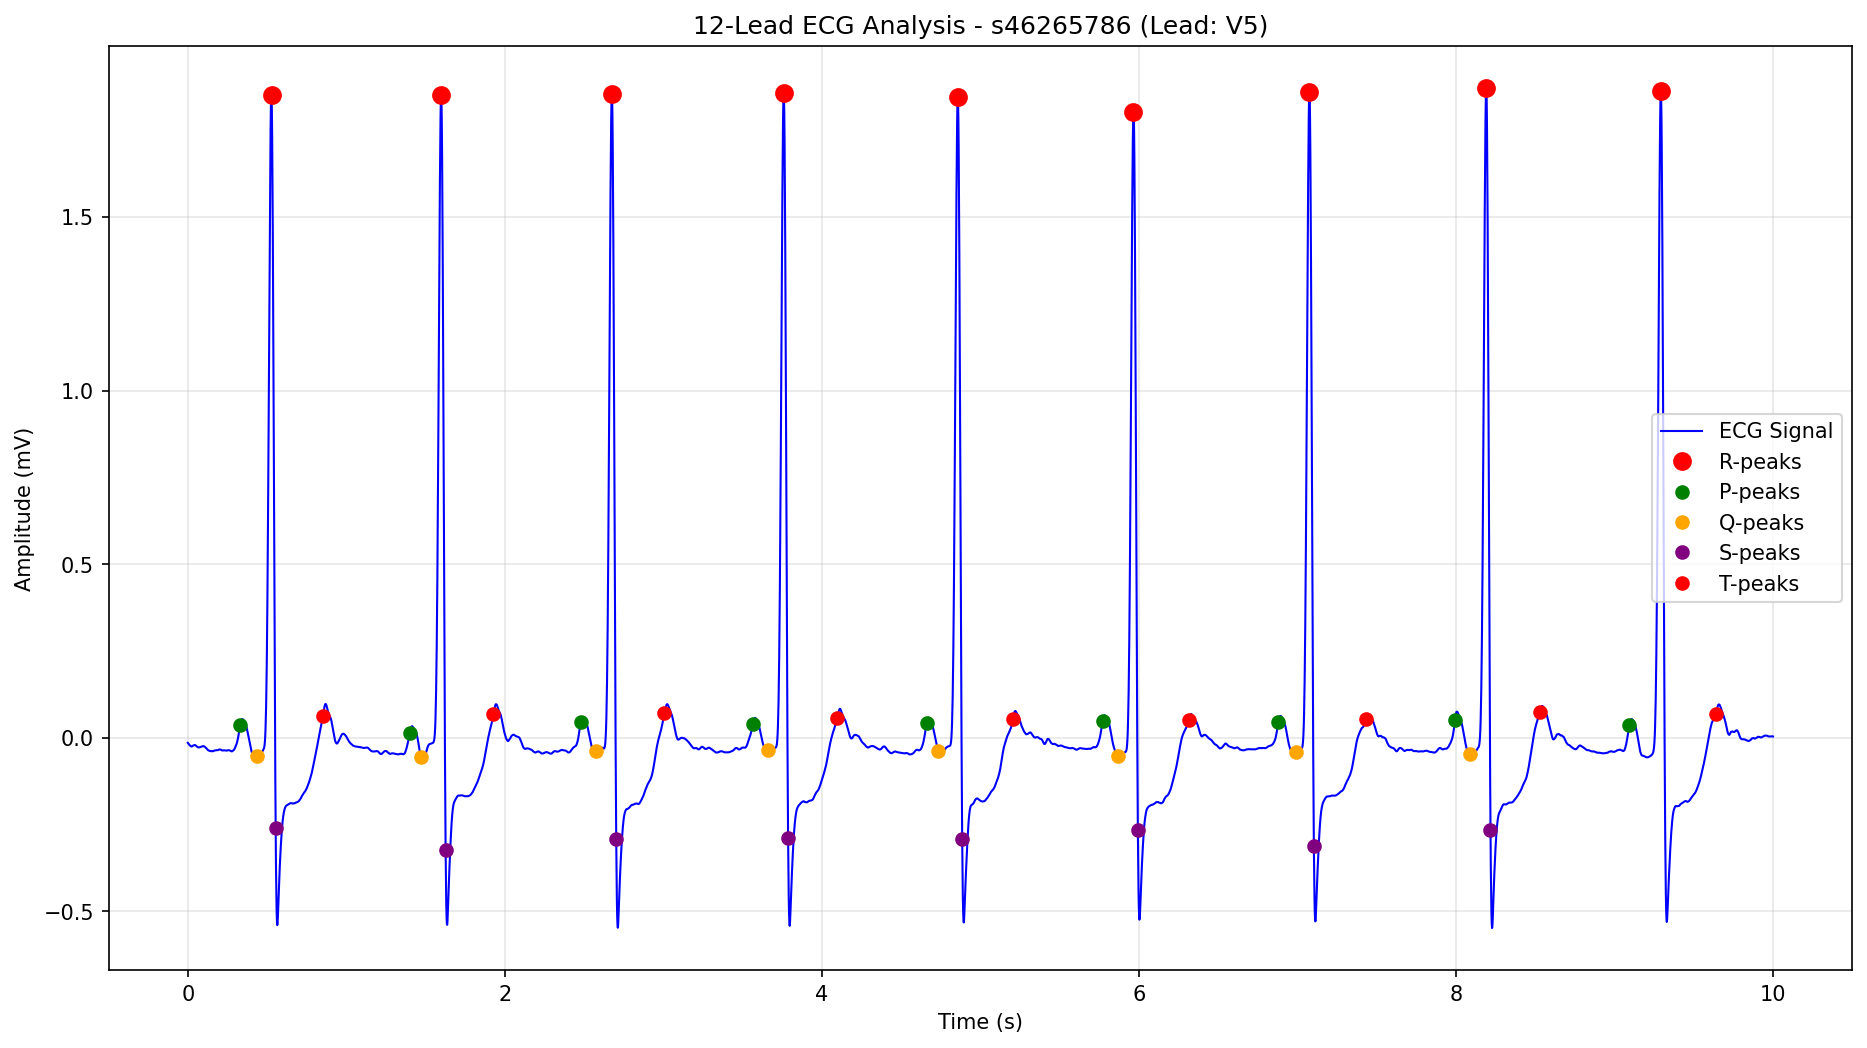 12-Lead ECG Analysis - s46265786 (Lead: V5)
Amplitude (mV)
1.5
1.0
0.5
0.0
−0.5
ECG Signal
R-peaks
P-peaks
Q-peaks
S-peaks
T-peaks
0 2 4 6 8 10
Time (s)